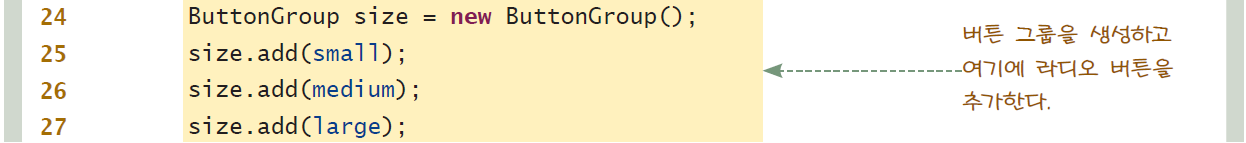 24 ButtonGroup size = new ButtonGroup();
25 size.add(small);
26 size.add(medium);
27 size.add(large);
버튼 그룹을 생성하고
여기에 라디오 버튼을
추가한다.